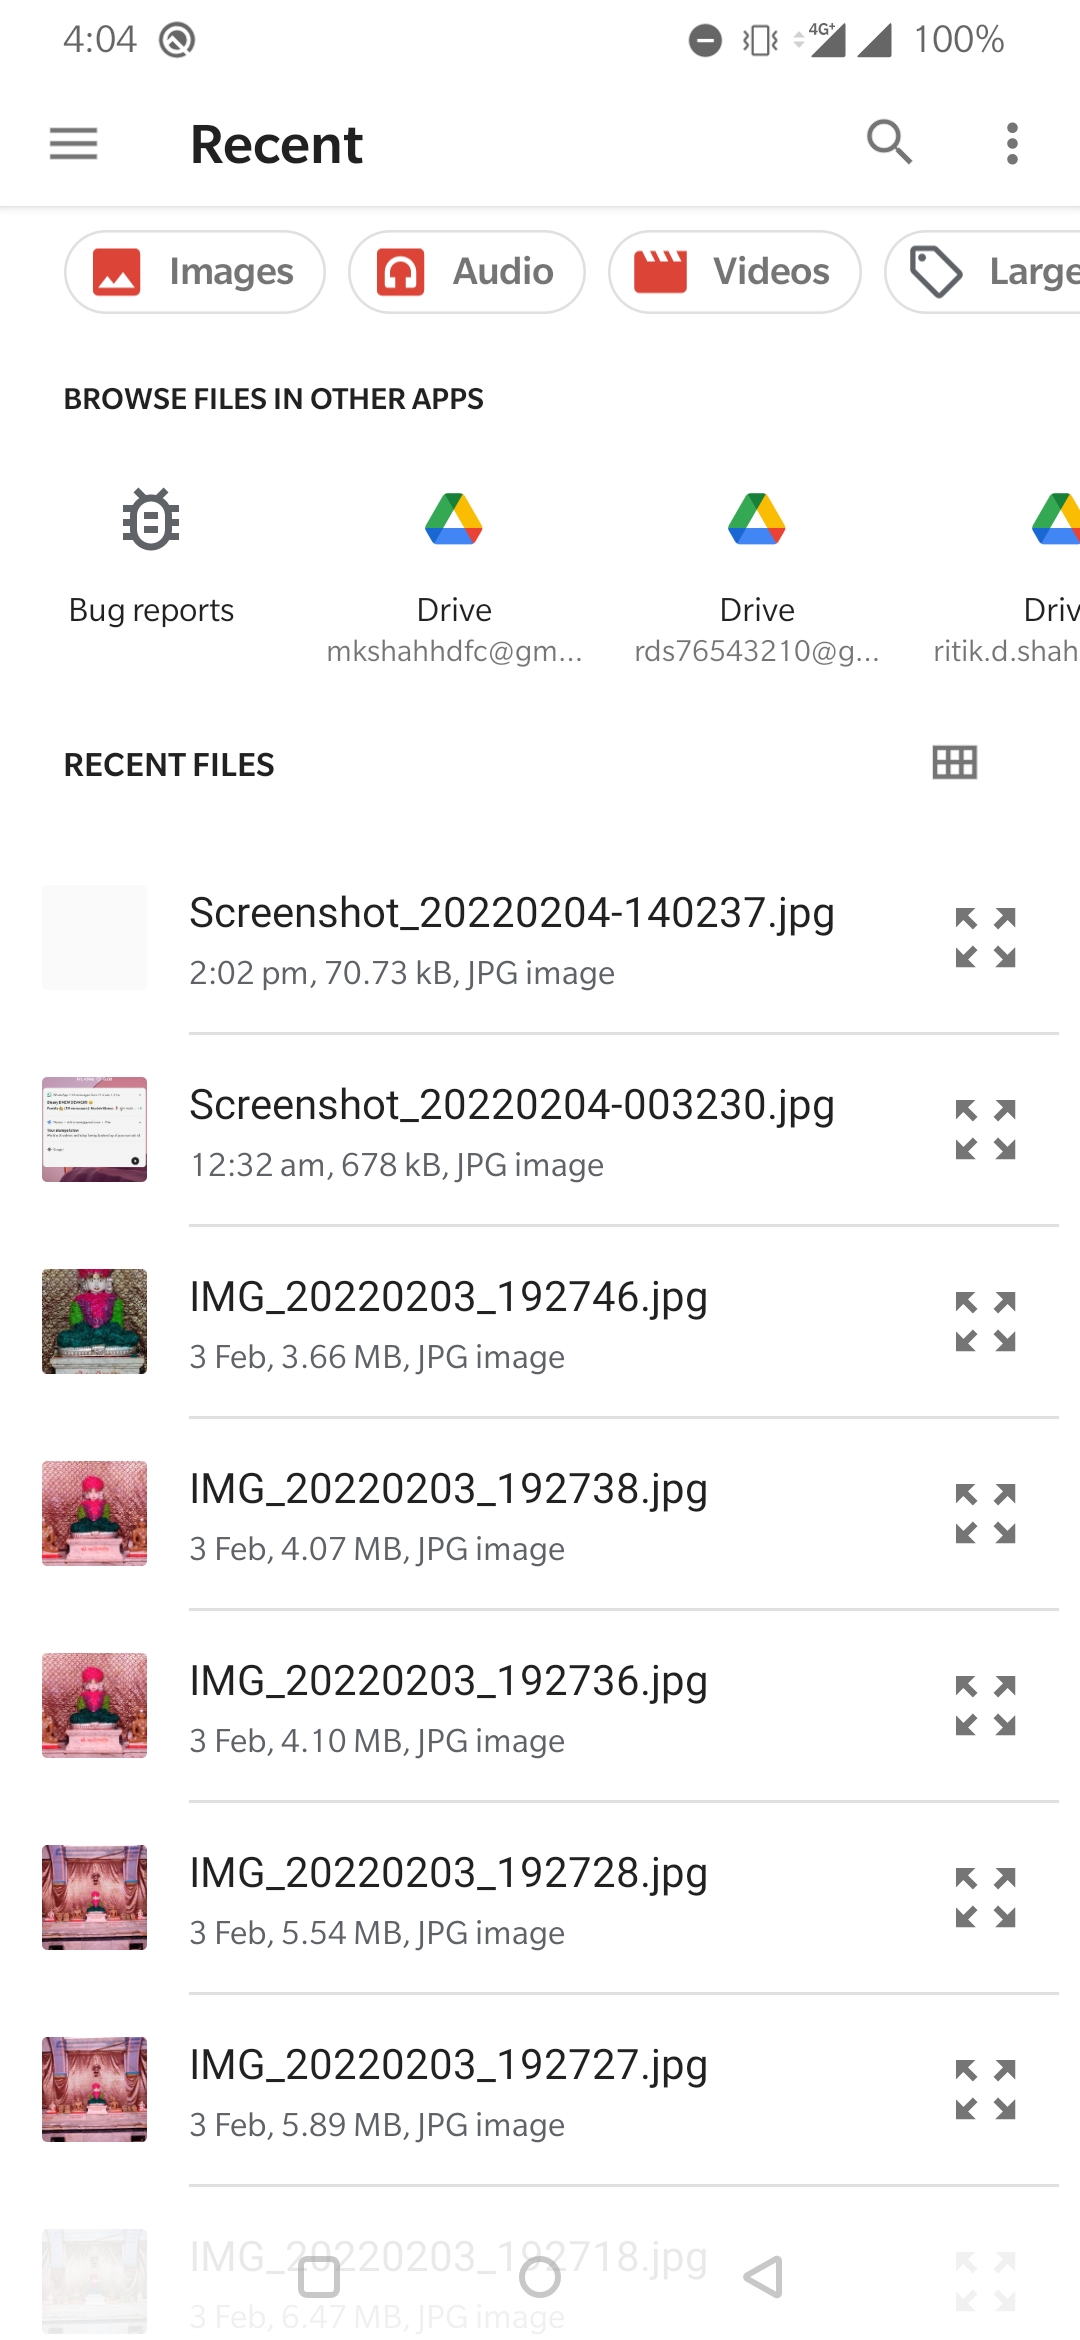 4:04
4G+ 100%
Recent
Images Audio Videos Large
BROWSE FILES IN OTHER APPS
Bug reports Drive Drive Driv
mkshahhdfc@gm... rds76543210@g... ritik.d.shah
RECENT FILES
Screenshot_20220204-140237.jpg
2:02 pm, 70.73 kB, JPG image
Screenshot_20220204-003230.jpg
12:32 am, 678 kB, JPG image
IMG_20220203_192746.jpg
3 Feb, 3.66 MB, JPG image
IMG_20220203_192738.jpg
3 Feb, 4.07 MB, JPG image
IMG_20220203_192736.jpg
3 Feb, 4.10 MB, JPG image
IMG_20220203_192728.jpg
3 Feb, 5.54 MB, JPG image
IMG_20220203_192727.jpg
3 Feb, 5.89 MB, JPG image
IMG_20220203_192718.jpg
3 Feb, 6.47 MB, JPG image